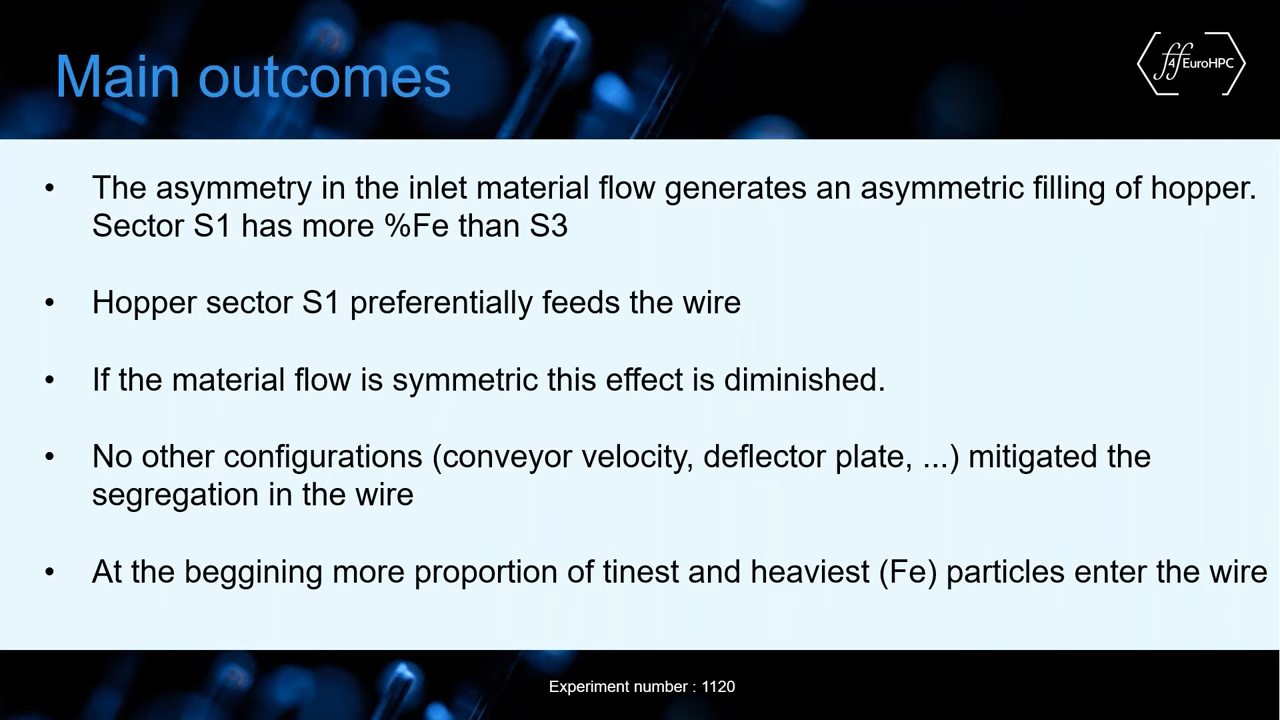 Main outcomes
ff4EuroHPC
• The asymmetry in the inlet material flow generates an asymmetric filling of hopper.
Sector S1 has more %Fe than S3
• Hopper sector S1 preferentially feeds the wire
• If the material flow is symmetric this effect is diminished.
• No other configurations (conveyor velocity, deflector plate, ...) mitigated the
segregation in the wire
• At the beggining more proportion of tinest and heaviest (Fe) particles enter the wire
Experiment number : 1120